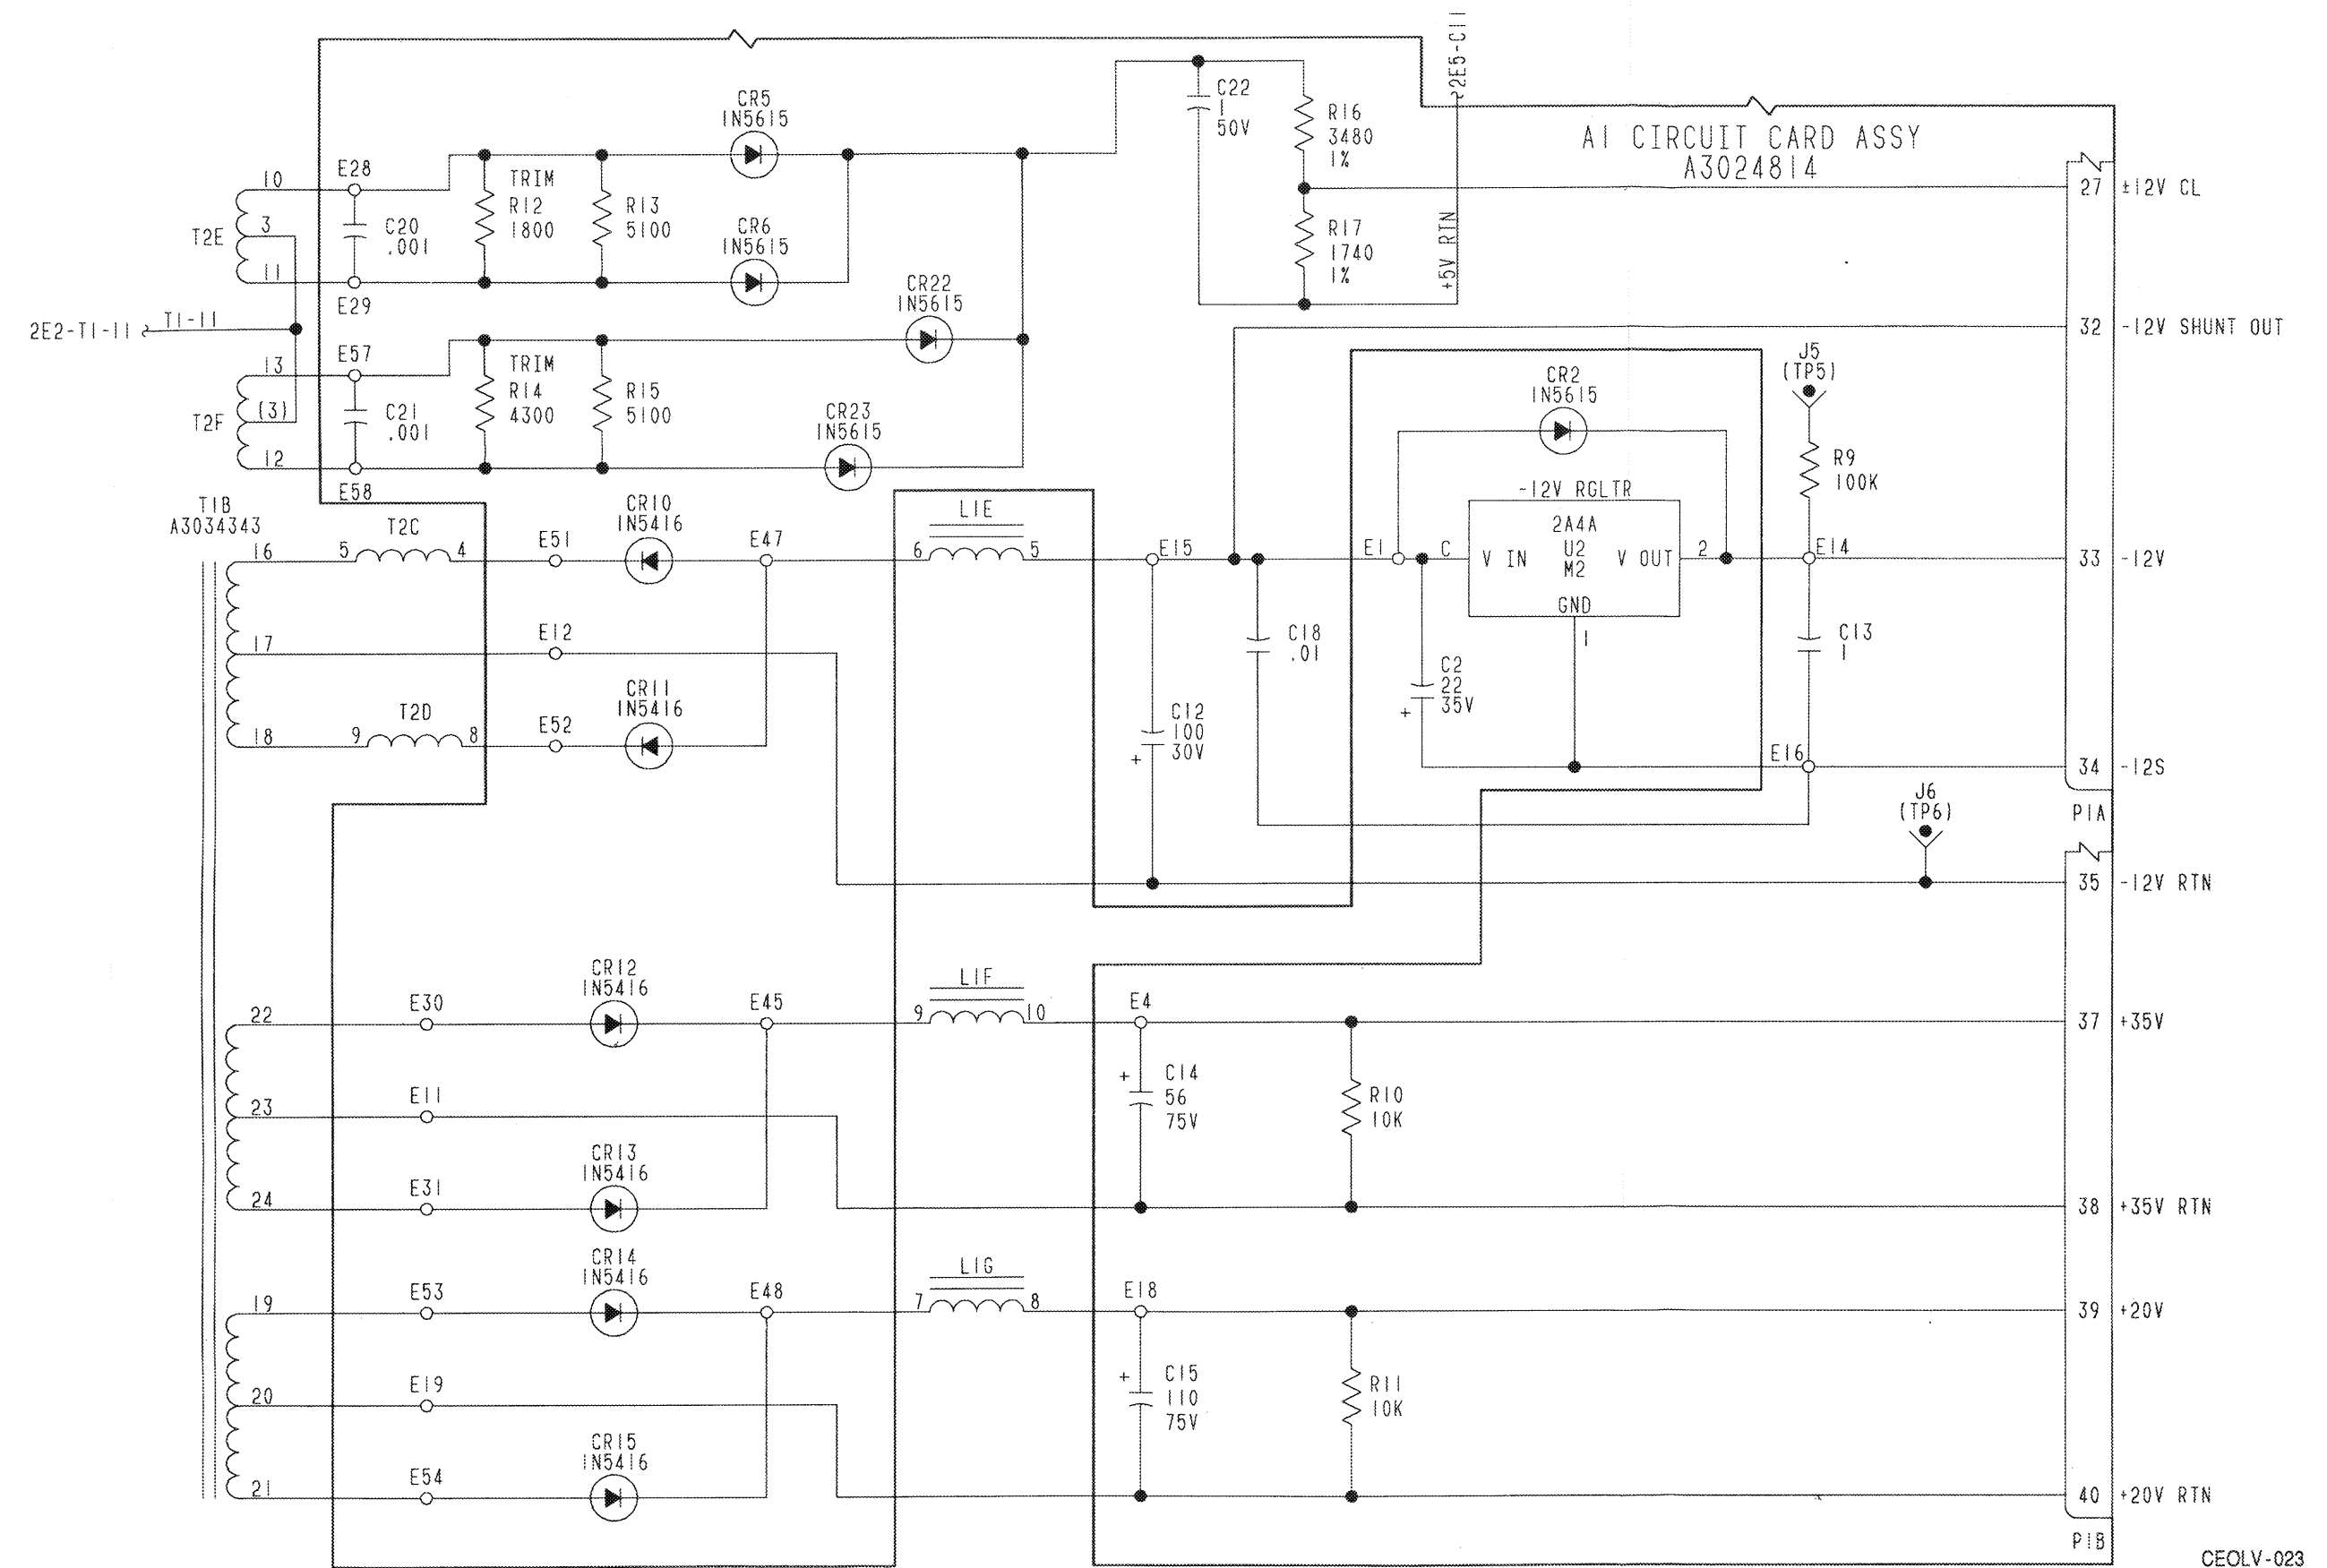 2E5-C11
+5V RTN
A1 CIRCUIT CARD ASSY
A3024814
CR5
1N5615
C22
1
50V
R16
3480
1%
R17
1740
1%
27
±12V CL
10
E28
3
11
T2E
C20
.001
E29
TRIM
R12
1800
R13
5100
CR6
1N5615
CR22
1N5615
2E2-T1-11
T1-11
32
-12V SHUNT OUT
13
E57
(3)
12
T2F
C21
.001
E58
TRIM
R14
4300
R15
5100
CR23
1N5615
J5
(TP5)
CR2
1N5615
R9
100K
T1B
A3034343
16
5
T2C
4
E51
CR10
1N5416
E47
6
L1E
5
E15
E1
C
-12V RGLTR
2A4A
V IN
U2
M2
V OUT
GND
2
1
E14
33
-12V
17
E12
C18
.01
C2
22
35V
+
C13
1
18
9
T2D
8
E52
CR11
1N5416
C12
100
30V
+
E16
34
-12S
P1A
J6
(TP6)
35
-12V RTN
22
E30
CR12
1N5416
E45
9
L1F
10
E4
37
+35V
23
E11
+
C14
56
75V
R10
10K
24
E31
CR13
1N5416
38
+35V RTN
19
E53
CR14
1N5416
E48
7
L1G
8
E18
39
+20V
20
E19
+
C15
110
75V
R11
10K
21
E54
CR15
1N5416
40
+20V RTN
P1B
CEOLV-023